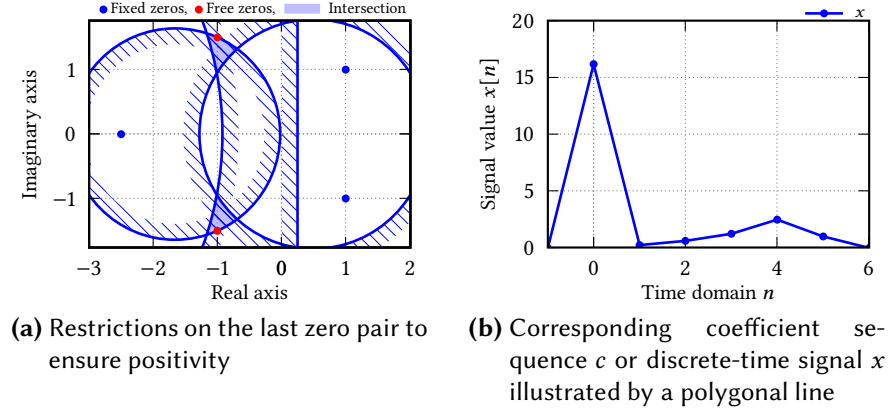 Fixed zeros, Free zeros, Intersection
Imaginary axis
1
0
−1
−3 −2 −1 0 1 2
Real axis
(a) Restrictions on the last zero pair to
ensure positivity
x
Signal value x[n]
20
15
10
5
0
0 2 4 6
Time domain n
(b) Corresponding coefficient se-
quence c or discrete-time signal x
illustrated by a polygonal line